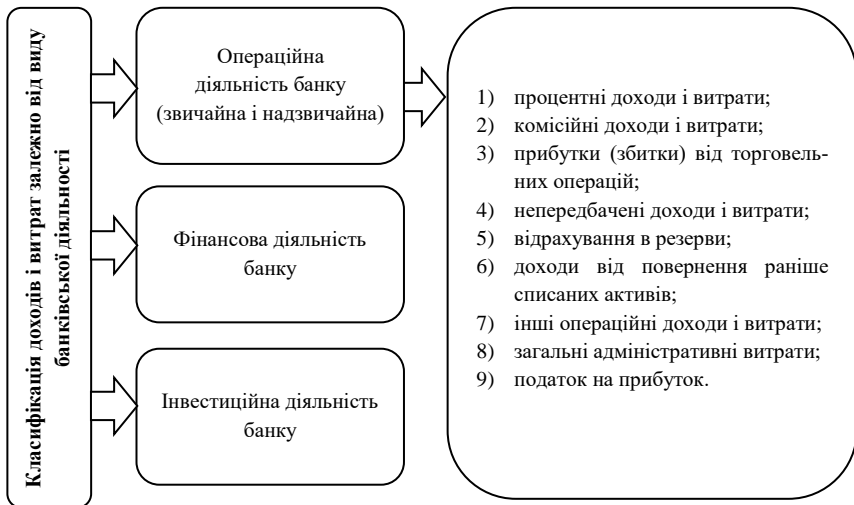 Класифікація доходів і витрат залежно від виду
банківської діяльності
Операційна
діяльність банку
(звичайна і надзвичайна)
Фінансова діяльність
банку
Інвестиційна діяльність
банку
1) процентні доходи і витрати;
2) комісійні доходи і витрати;
3) прибутки (збитки) від торговель-
них операцій;
4) непередбачені доходи і витрати;
5) відрахування в резерви;
6) доходи від повернення раніше
списаних активів;
7) інші операційні доходи і витрати;
8) загальні адміністративні витрати;
9) податок на прибуток.